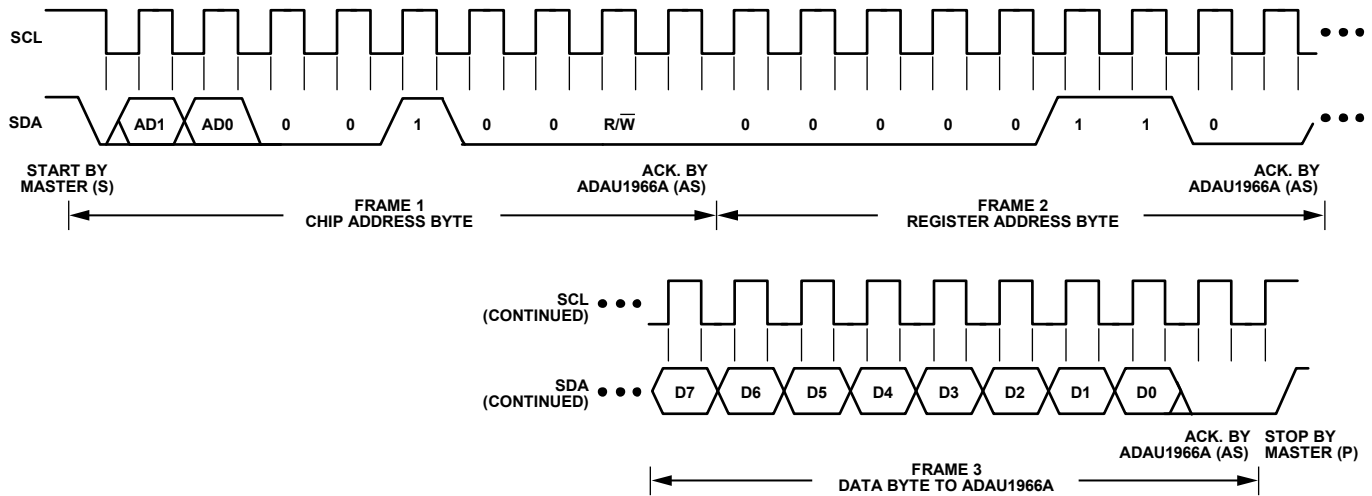 SCL
SDA
AD1 AD0 0 0 1 0 0 R/W̅ 0 0 0 0 0 1 1 0
START BY
MASTER (S)
ACK. BY
ADAU1966A (AS)
ACK. BY
ADAU1966A (AS)
FRAME 1
CHIP ADDRESS BYTE
FRAME 2
REGISTER ADDRESS BYTE
SCL
(CONTINUED)
SDA
(CONTINUED)
D7 D6 D5 D4 D3 D2 D1 D0
ACK. BY
ADAU1966A (AS)
STOP BY
MASTER (P)
FRAME 3
DATA BYTE TO ADAU1966A